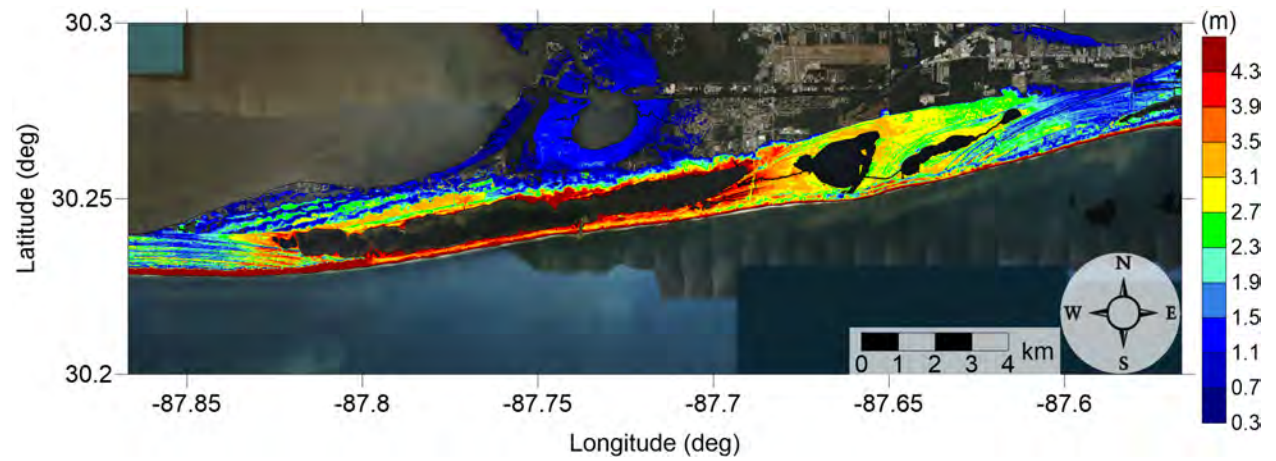 (m)
30.3
30.25
30.2
Latitude (deg)
4.3
3.9
3.5
3.1
2.7
2.3
1.9
1.5
1.1
0.7
0.3
N
W E
S
km
0 1 2 3 4
-87.85 -87.8 -87.75 -87.7 -87.65 -87.6
Longitude (deg)